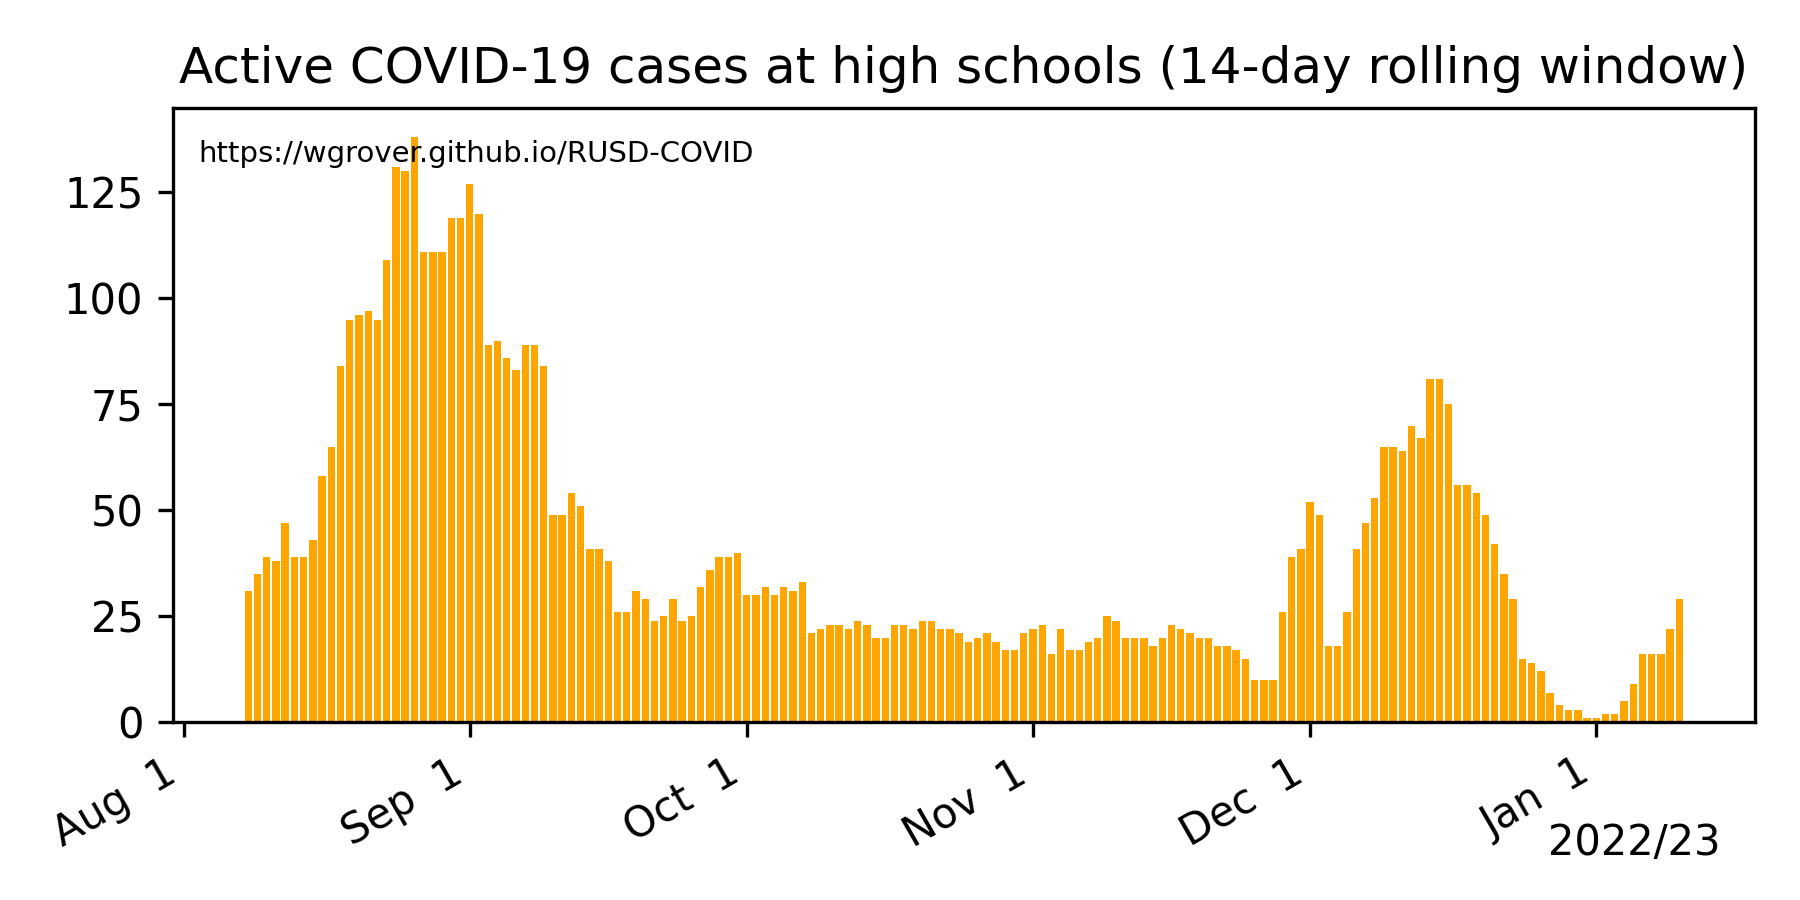 Active COVID-19 cases at high schools (14-day rolling window)
https://wgrover.github.io/RUSD-COVID
125
100
75
50
25
0
Aug 1
Sep 1
Oct 1
Nov 1
Dec 1
Jan 1
2022/23